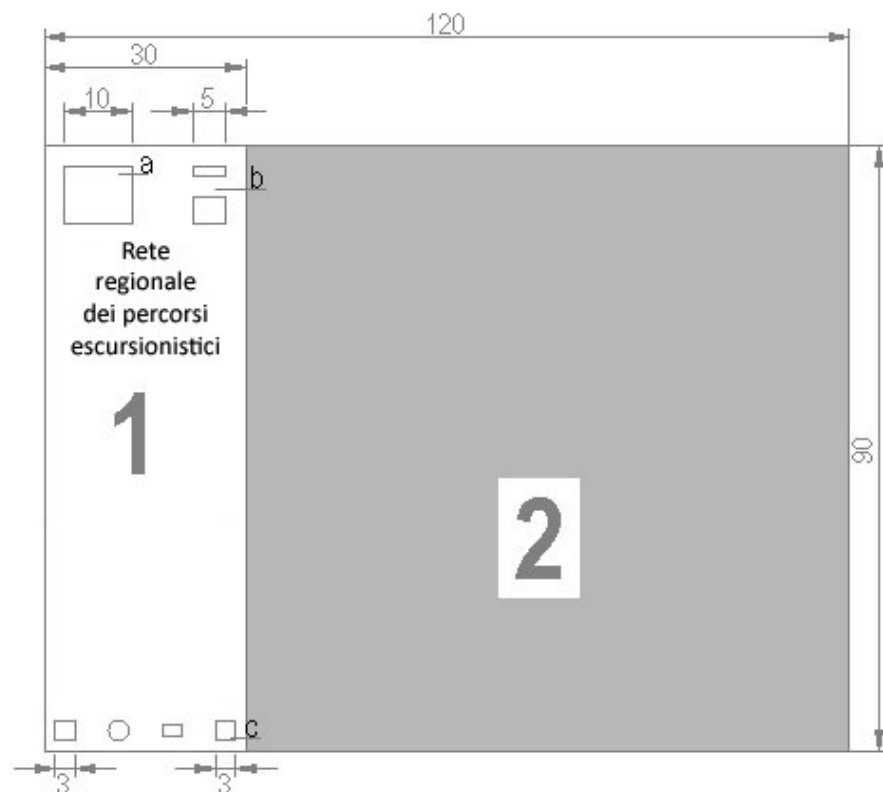 120
30
10
5
a
b
Rete
regionale
dei percorsi
escursionistici
1
90
2
c
3
3